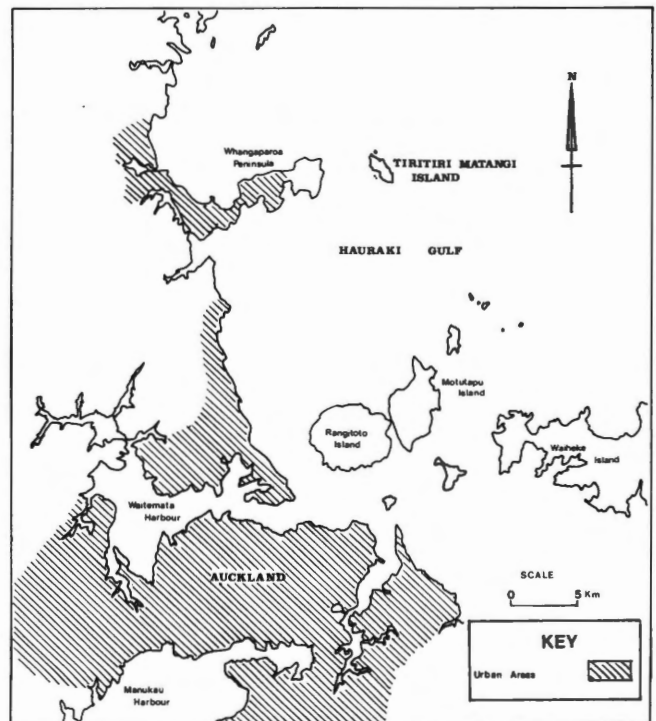 N
Whangaparoa
Peninsula
TIRITIRI MATANGI
ISLAND
HAURAKI GULF
Motutapu
Island
Rangitoto
Island
Waiheke
Island
Waitemata
Harbour
AUCKLAND
SCALE
0 5 Km
KEY
Urban Areas
Manukau
Harbour